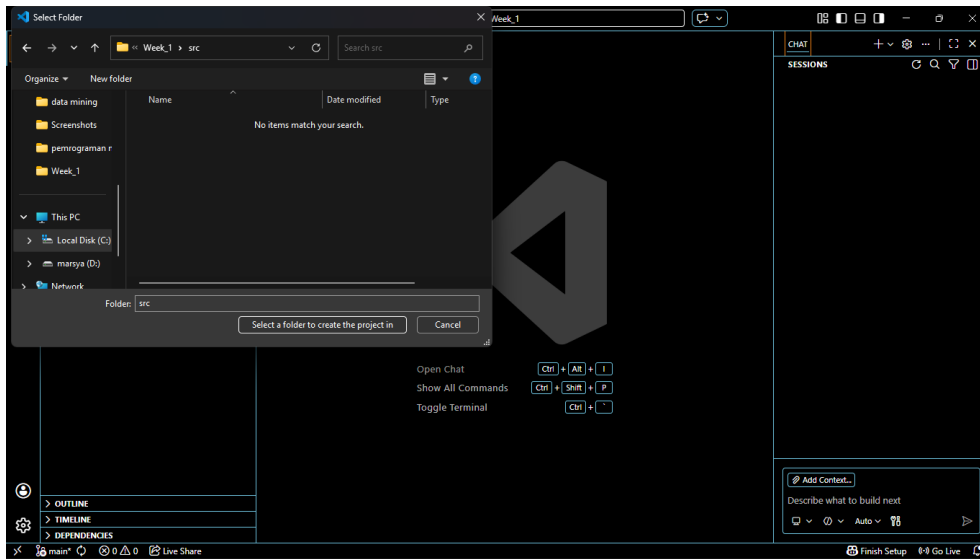 Select Folder
Week_1
« Week_1 › src
Search src
Organize
New folder
Name
Date modified
Type
No items match your search.
data mining
Screenshots
pemrograman r
Week_1
This PC
Local Disk (C:)
marsya (D:)
Network
Folder: src
Select a folder to create the project in
Cancel
Open Chat Ctrl + Alt + I
Show All Commands Ctrl + Shift + P
Toggle Terminal Ctrl + `
CHAT
SESSIONS
Add Context...
Describe what to build next
Auto
OUTLINE
TIMELINE
DEPENDENCIES
main* 0 0 Live Share
Finish Setup Go Live